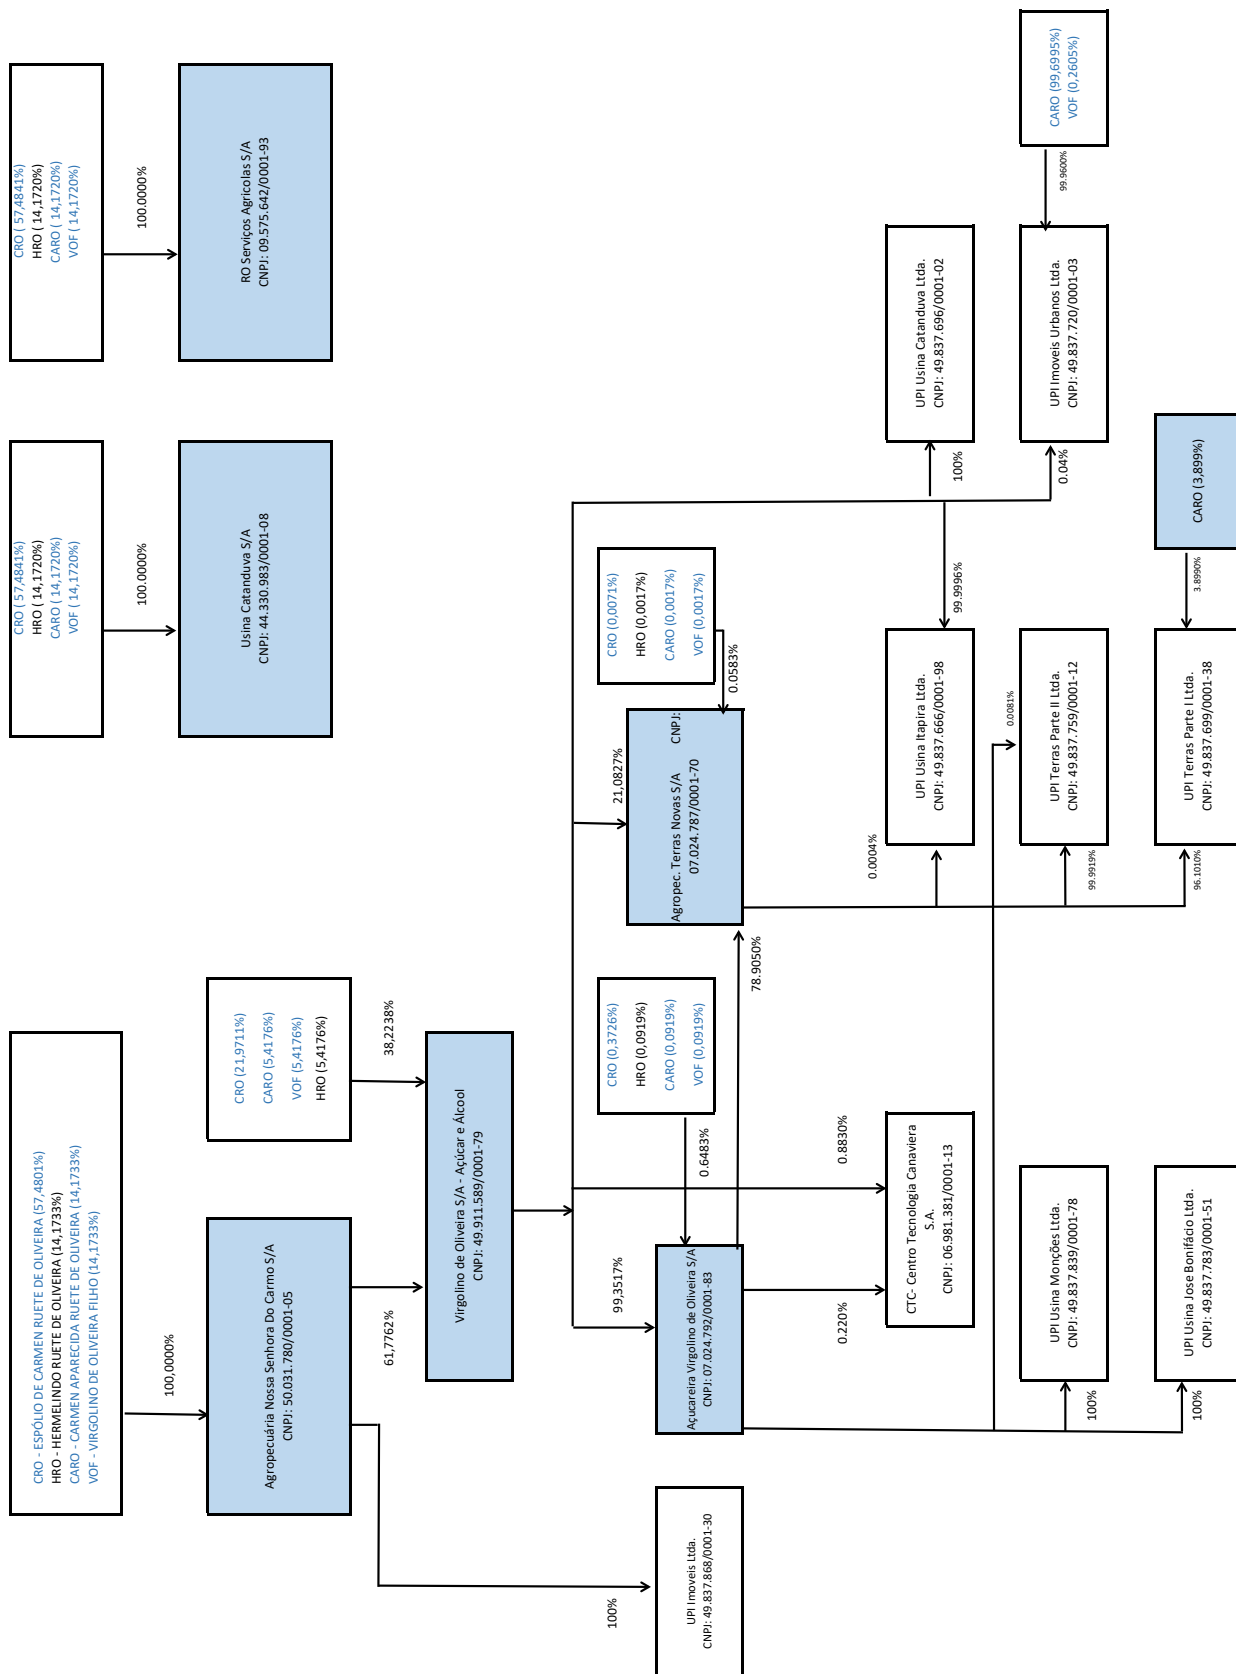 CRO - ESPÓLIO DE CARMEN RUETE DE OLIVEIRA (57,4801%)
HRO - HERMELINDO RUETE DE OLIVEIRA (14,1733%)
CARO - CARMEN APARECIDA RUETE DE OLIVEIRA (14,1733%)
VOF - VIRGOLINO DE OLIVEIRA FILHO (14,1733%)
100,0000%
Agropecuária Nossa Senhora Do Carmo S/A
CNPJ: 50.031.780/0001-05
CRO (21,9711%)
CARO (5,4176%)
VOF (5,4176%)
HRO (5,4176%)
61,7762%
38,2238%
Virgolino de Oliveira S/A - Açúcar e Álcool
CNPJ: 49.911.589/0001-79
CRO ( 57,4841%)
HRO ( 14,1720%)
CARO ( 14,1720%)
VOF ( 14,1720%)
100.0000%
Usina Catanduva S/A
CNPJ: 44.330.983/0001-08
CRO ( 57,4841%)
HRO ( 14,1720%)
CARO ( 14,1720%)
VOF ( 14,1720%)
100.0000%
RO Serviços Agricolas S/A
CNPJ: 09.575.642/0001-93
100%
UPI Imoveis Ltda.
CNPJ: 49.837.868/0001-30
99,3517%
CRO (0,3726%)
HRO (0,0919%)
CARO (0,0919%)
VOF (0,0919%)
0.6483%
Açucareira Virgolino de Oliveira S/A
CNPJ: 07.024.792/0001-83
21,0827%
CRO (0,0071%)
HRO (0,0017%)
CARO (0,0017%)
VOF (0,0017%)
0.0583%
Agropec. Terras Novas S/A CNPJ:
07.024.787/0001-70
78.9050%
0.220%
0.8830%
CTC- Centro Tecnologia Canaviera
S.A.
CNPJ: 06.981.381/0001-13
0.0004%
99.9996%
UPI Usina Itapira Ltda.
CNPJ: 49.837.666/0001-98
100%
UPI Usina Catanduva Ltda.
CNPJ: 49.837.696/0001-02
100%
UPI Usina Monções Ltda.
CNPJ: 49.837.839/0001-78
0.0081%
99.9919%
UPI Terras Parte II Ltda.
CNPJ: 49.837.759/0001-12
0.04%
UPI Imoveis Urbanos Ltda.
CNPJ: 49.837.720/0001-03
99.9600%
CARO (99,6995%)
VOF (0,2605%)
100%
UPI Usina Jose Bonifácio Ltda.
CNPJ: 49.837.783/0001-51
96.1010%
UPI Terras Parte I Ltda.
CNPJ: 49.837.699/0001-38
3.8990%
CARO (3,899%)